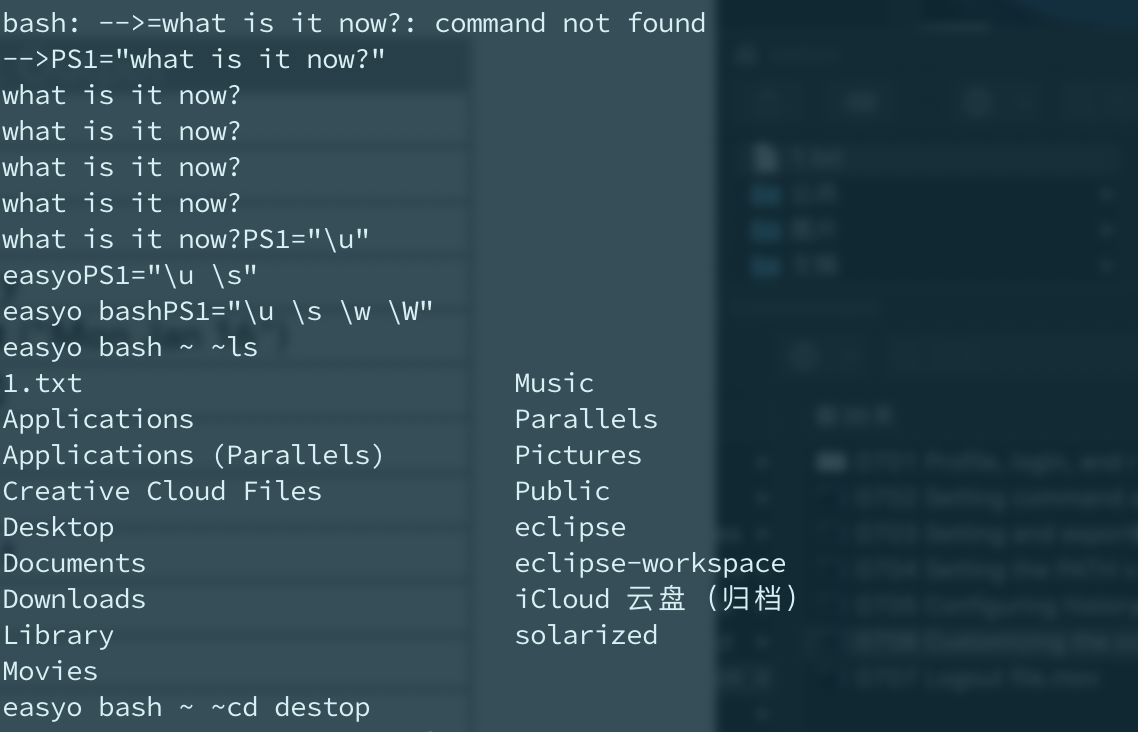 bash: -->=what is it now?: command not found
-->PS1="what is it now?"
what is it now?
what is it now?
what is it now?
what is it now?
what is it now?PS1="\u"
easyoPS1="\u \s"
easyo bashPS1="\u \s \w \W"
easyo bash ~ ~ls
1.txt Music
Applications Parallels
Applications (Parallels) Pictures
Creative Cloud Files Public
Desktop eclipse
Documents eclipse-workspace
Downloads iCloud 云盘（归档）
Library solarized
Movies
easyo bash ~ ~cd destop